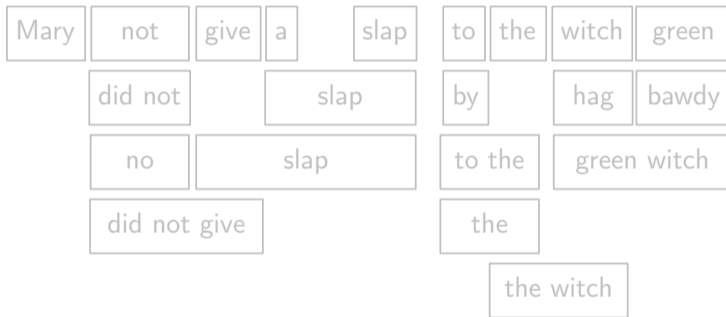 Mary not give a slap to the witch green
did not slap by hag bawdy
no slap to the green witch
did not give the
the witch